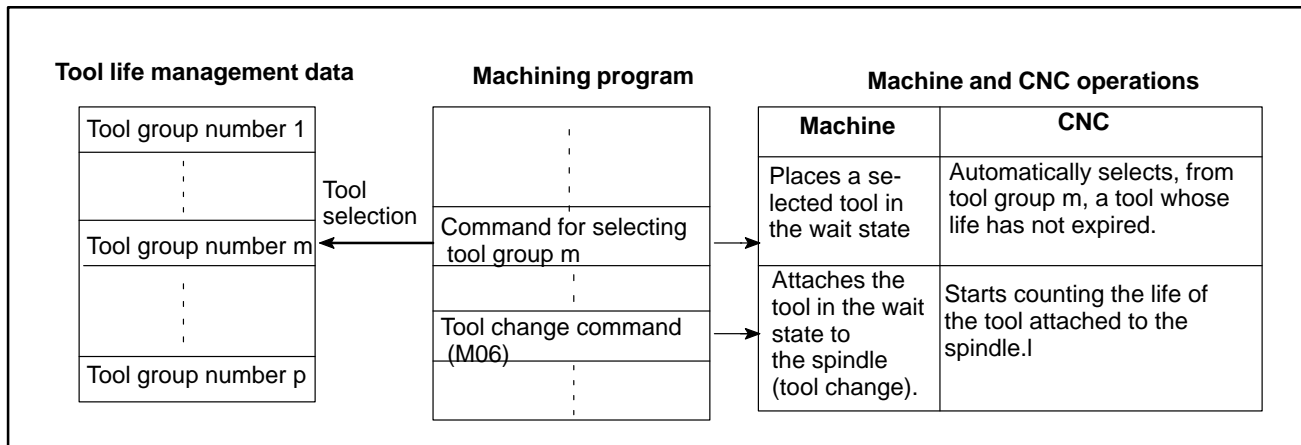 Tool life management data
Tool group number 1
Tool group number m
Tool group number p
Tool
selection
Machining program
Command for selecting
tool group m
Tool change command
(M06)
Machine and CNC operations
Machine
CNC
Places a se-
lected tool in
the wait state
Automatically selects, from
tool group m, a tool whose
life has not expired.
Attaches the
tool in the wait
state to
the spindle
(tool change).
Starts counting the life of
the tool attached to the
spindle.l